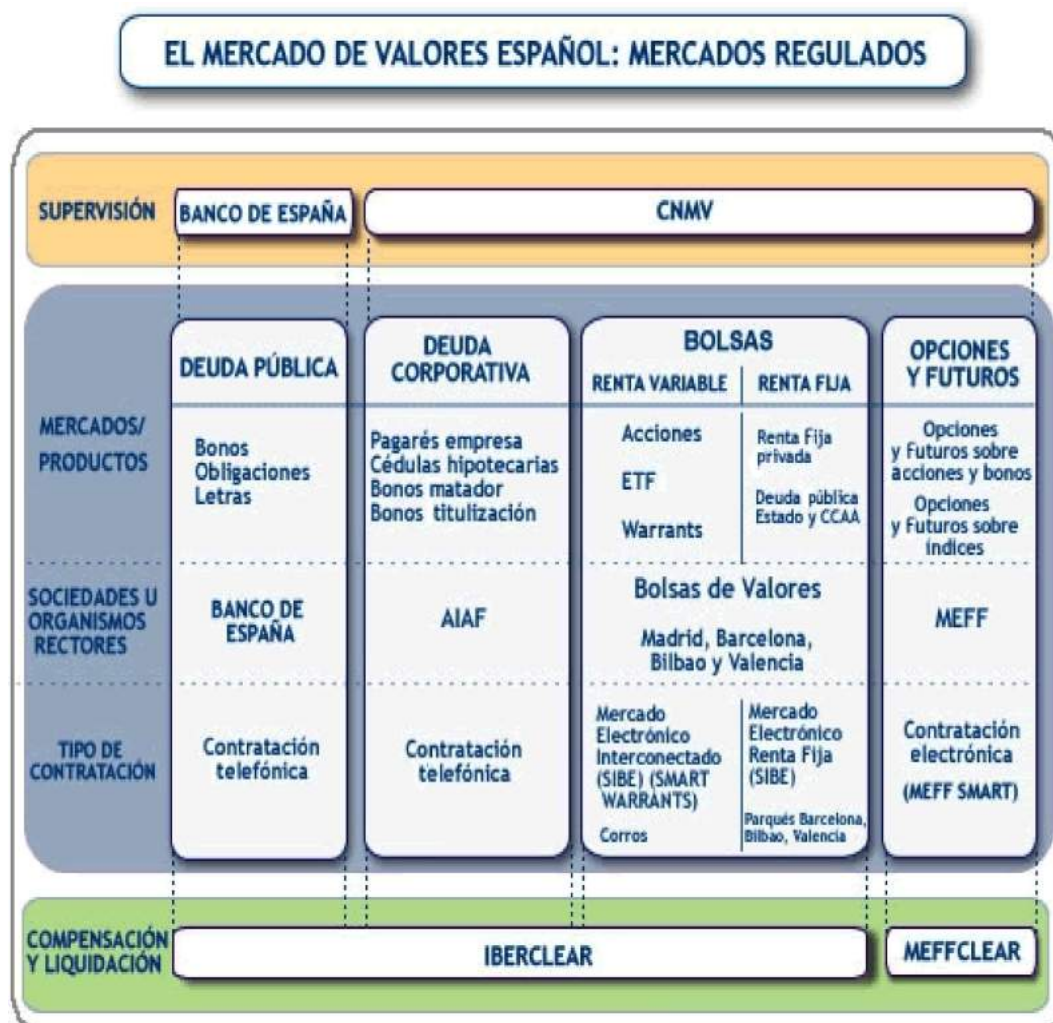 EL MERCADO DE VALORES ESPAÑOL: MERCADOS REGULADOS
SUPERVISIÓN
BANCO DE ESPAÑA
CNMV
MERCADOS/
PRODUCTOS
DEUDA PÚBLICA
Bonos
Obligaciones
Letras
DEUDA
CORPORATIVA
Pagarés empresa
Cédulas hipotecarias
Bonos matador
Bonos titulización
BOLSAS
RENTA VARIABLE
Acciones
ETF
Warrants
RENTA FIJA
Renta Fija
privada
Deuda pública
Estado y CCAA
OPCIONES
Y FUTUROS
Opciones
y Futuros sobre
acciones y bonos
Opciones
y Futuros sobre
índices
SOCIEDADES U
ORGANISMOS
RECTORES
BANCO DE
ESPAÑA
AIAF
Bolsas de Valores
Madrid, Barcelona,
Bilbao y Valencia
MEFF
TIPO DE
CONTRATACIÓN
Contratación
telefónica
Contratación
telefónica
Mercado
Electrónico
Interconectado
(SIBE) (SMART
WARRANTS)
Corros
Mercado
Electrónico
Renta Fija
(SIBE)
Parqués Barcelona,
Bilbao, Valencia
Contratación
electrónica
(MEFF SMART)
COMPENSACIÓN
Y LIQUIDACIÓN
IBERCLEAR
MEFFCLEAR